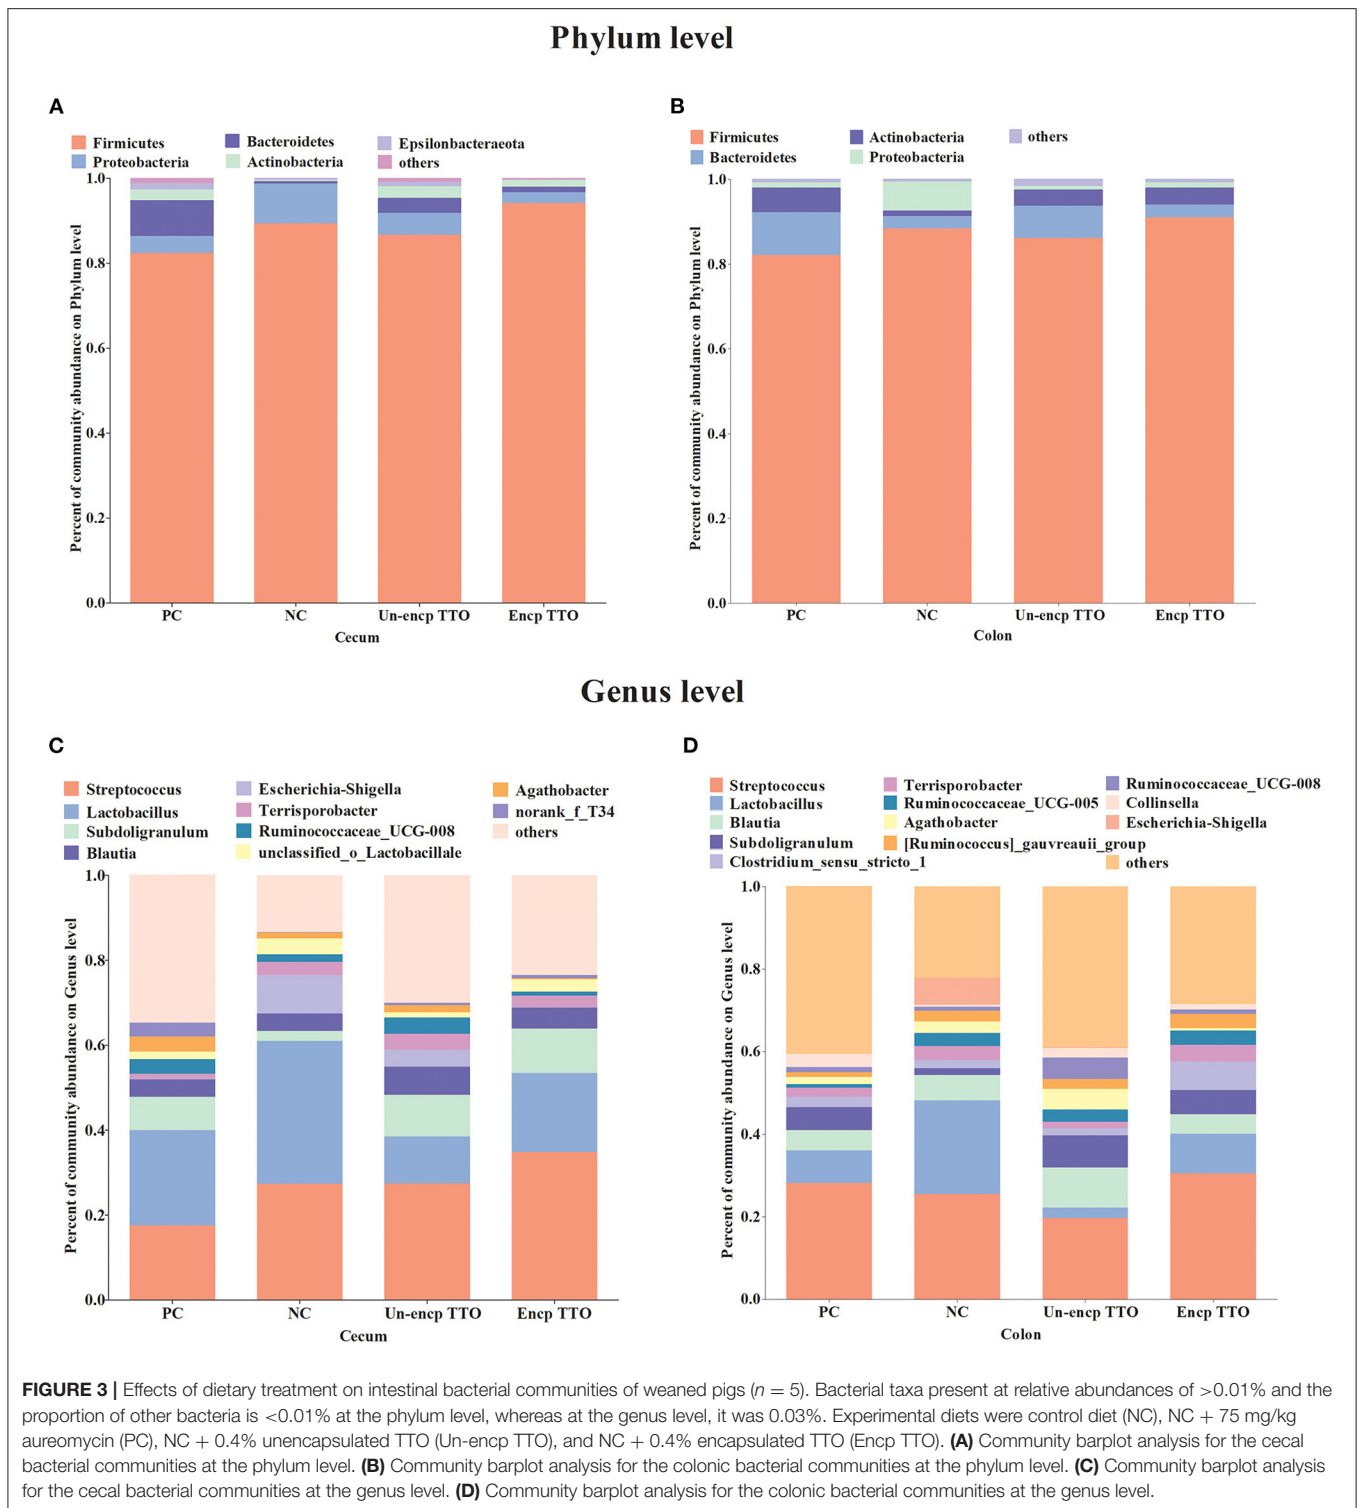 Phylum level
A
Firmicutes
Proteobacteria
Bacteroidetes
Actinobacteria
Epsilonbacteraeota
others
Percent of community abundance on Phylum level
1.0
0.8
0.6
0.4
0.2
0.0
PC NC Un-encp TTO Encp TTO
Cecum
B
Firmicutes
Bacteroidetes
Actinobacteria
Proteobacteria
others
Percent of community abundance on Phylum level
1.0
0.8
0.6
0.4
0.2
0.0
PC NC Un-encp TTO Encp TTO
Colon
Genus level
C
Streptococcus
Lactobacillus
Subdoligranulum
Blautia
Escherichia-Shigella
Terrisporobacter
Ruminococcaceae_UCG-008
unclassified_o_Lactobacillale
Agathobacter
norank_f_T34
others
Percent of community abundance on Genus level
1.0
0.8
0.6
0.4
0.2
0.0
PC NC Un-encp TTO Encp TTO
Cecum
D
Streptococcus
Lactobacillus
Blautia
Subdoligranulum
Clostridium_sensu_stricto_1
Terrisporobacter
Ruminococcaceae_UCG-005
Agathobacter
[Ruminococcus]_gauvreauii_group
Ruminococcaceae_UCG-008
Collinsella
Escherichia-Shigella
others
Percent of community abundance on Genus level
1.0
0.8
0.6
0.4
0.2
0.0
PC NC Un-encp TTO Encp TTO
Colon
FIGURE 3 | Effects of dietary treatment on intestinal bacterial communities of weaned pigs (n = 5). Bacterial taxa present at relative abundances of >0.01% and the
proportion of other bacteria is <0.01% at the phylum level, whereas at the genus level, it was 0.03%. Experimental diets were control diet (NC), NC + 75 mg/kg
aureomycin (PC), NC + 0.4% unencapsulated TTO (Un-encp TTO), and NC + 0.4% encapsulated TTO (Encp TTO). (A) Community barplot analysis for the cecal
bacterial communities at the phylum level. (B) Community barplot analysis for the colonic bacterial communities at the phylum level. (C) Community barplot analysis
for the cecal bacterial communities at the genus level. (D) Community barplot analysis for the colonic bacterial communities at the genus level.